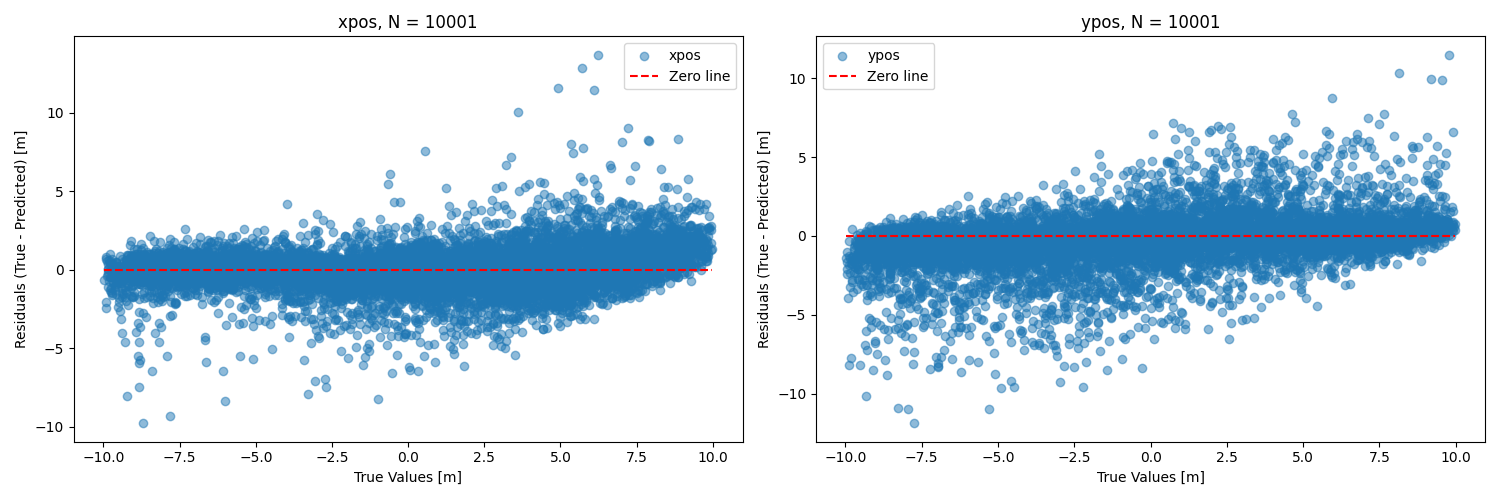 xpos, N = 10001
xpos
Zero line
10
5
0
−5
−10
Residuals (True - Predicted) [m]
−10.0 −7.5 −5.0 −2.5 0.0 2.5 5.0 7.5 10.0
True Values [m]
ypos, N = 10001
ypos
Zero line
10
5
0
−5
−10
Residuals (True - Predicted) [m]
−10.0 −7.5 −5.0 −2.5 0.0 2.5 5.0 7.5 10.0
True Values [m]